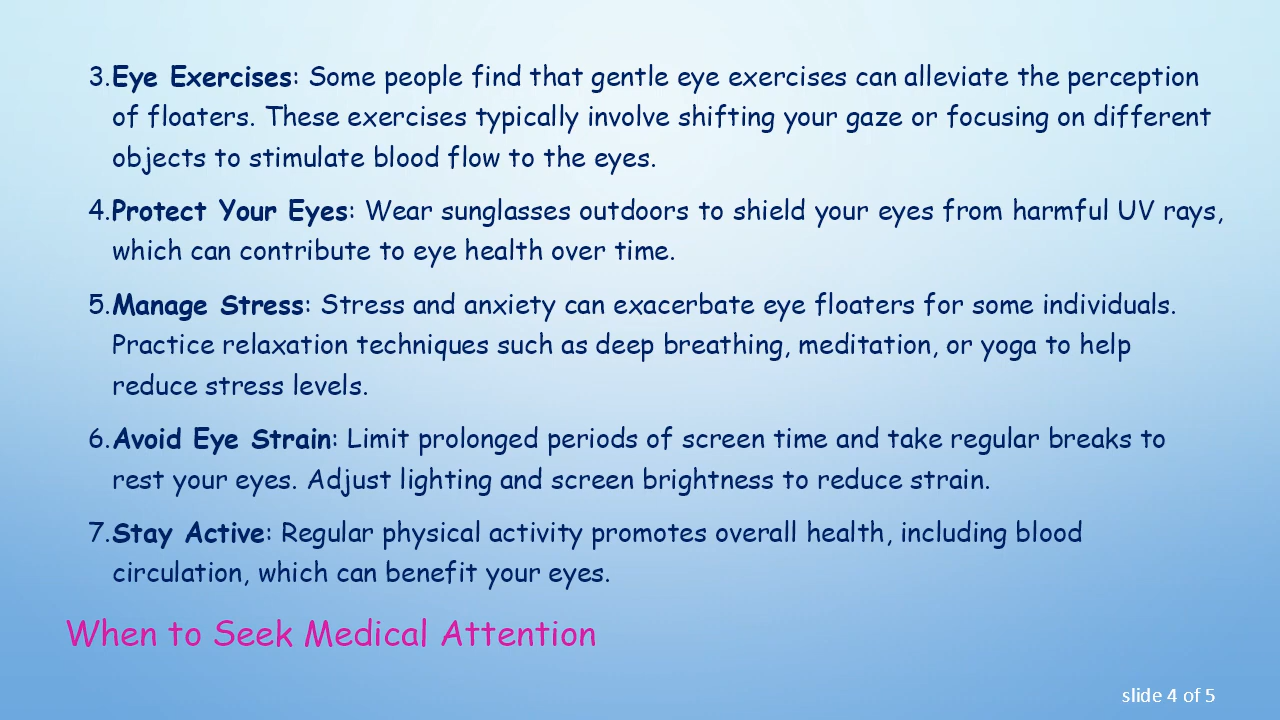 3.Eye Exercises: Some people find that gentle eye exercises can alleviate the perception
of floaters. These exercises typically involve shifting your gaze or focusing on different
objects to stimulate blood flow to the eyes.
4.Protect Your Eyes: Wear sunglasses outdoors to shield your eyes from harmful UV rays,
which can contribute to eye health over time.
5.Manage Stress: Stress and anxiety can exacerbate eye floaters for some individuals.
Practice relaxation techniques such as deep breathing, meditation, or yoga to help
reduce stress levels.
6.Avoid Eye Strain: Limit prolonged periods of screen time and take regular breaks to
rest your eyes. Adjust lighting and screen brightness to reduce strain.
7.Stay Active: Regular physical activity promotes overall health, including blood
circulation, which can benefit your eyes.
When to Seek Medical Attention
slide 4 of 5